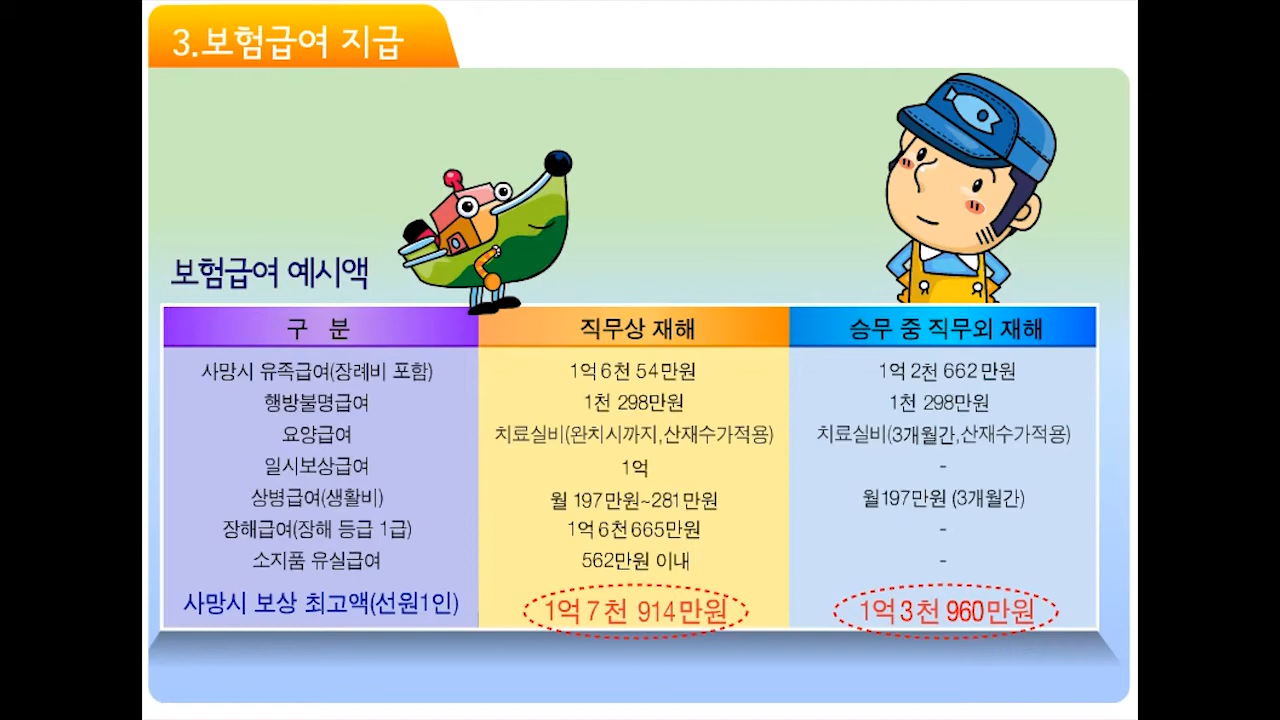 3.보험급여 지급
보험급여 예시액
구 분 직무상 재해 승무 중 직무외 재해
사망시 유족급여(장례비 포함) 1억 6천 54만원 1억 2천 662만원
행방불명급여 1천 298만원 1천 298만원
요양급여 치료실비(완치시까지,산재수가적용) 치료실비(3개월간,산재수가적용)
일시보상급여 1억 -
상병급여(생활비) 월 197만원~281만원 월197만원 (3개월간)
장해급여(장해 등급 1급) 1억 6천 665만원 -
소지품 유실급여 562만원 이내 -
사망시 보상 최고액(선원1인) 1억 7천 914만원 1억 3천 960만원